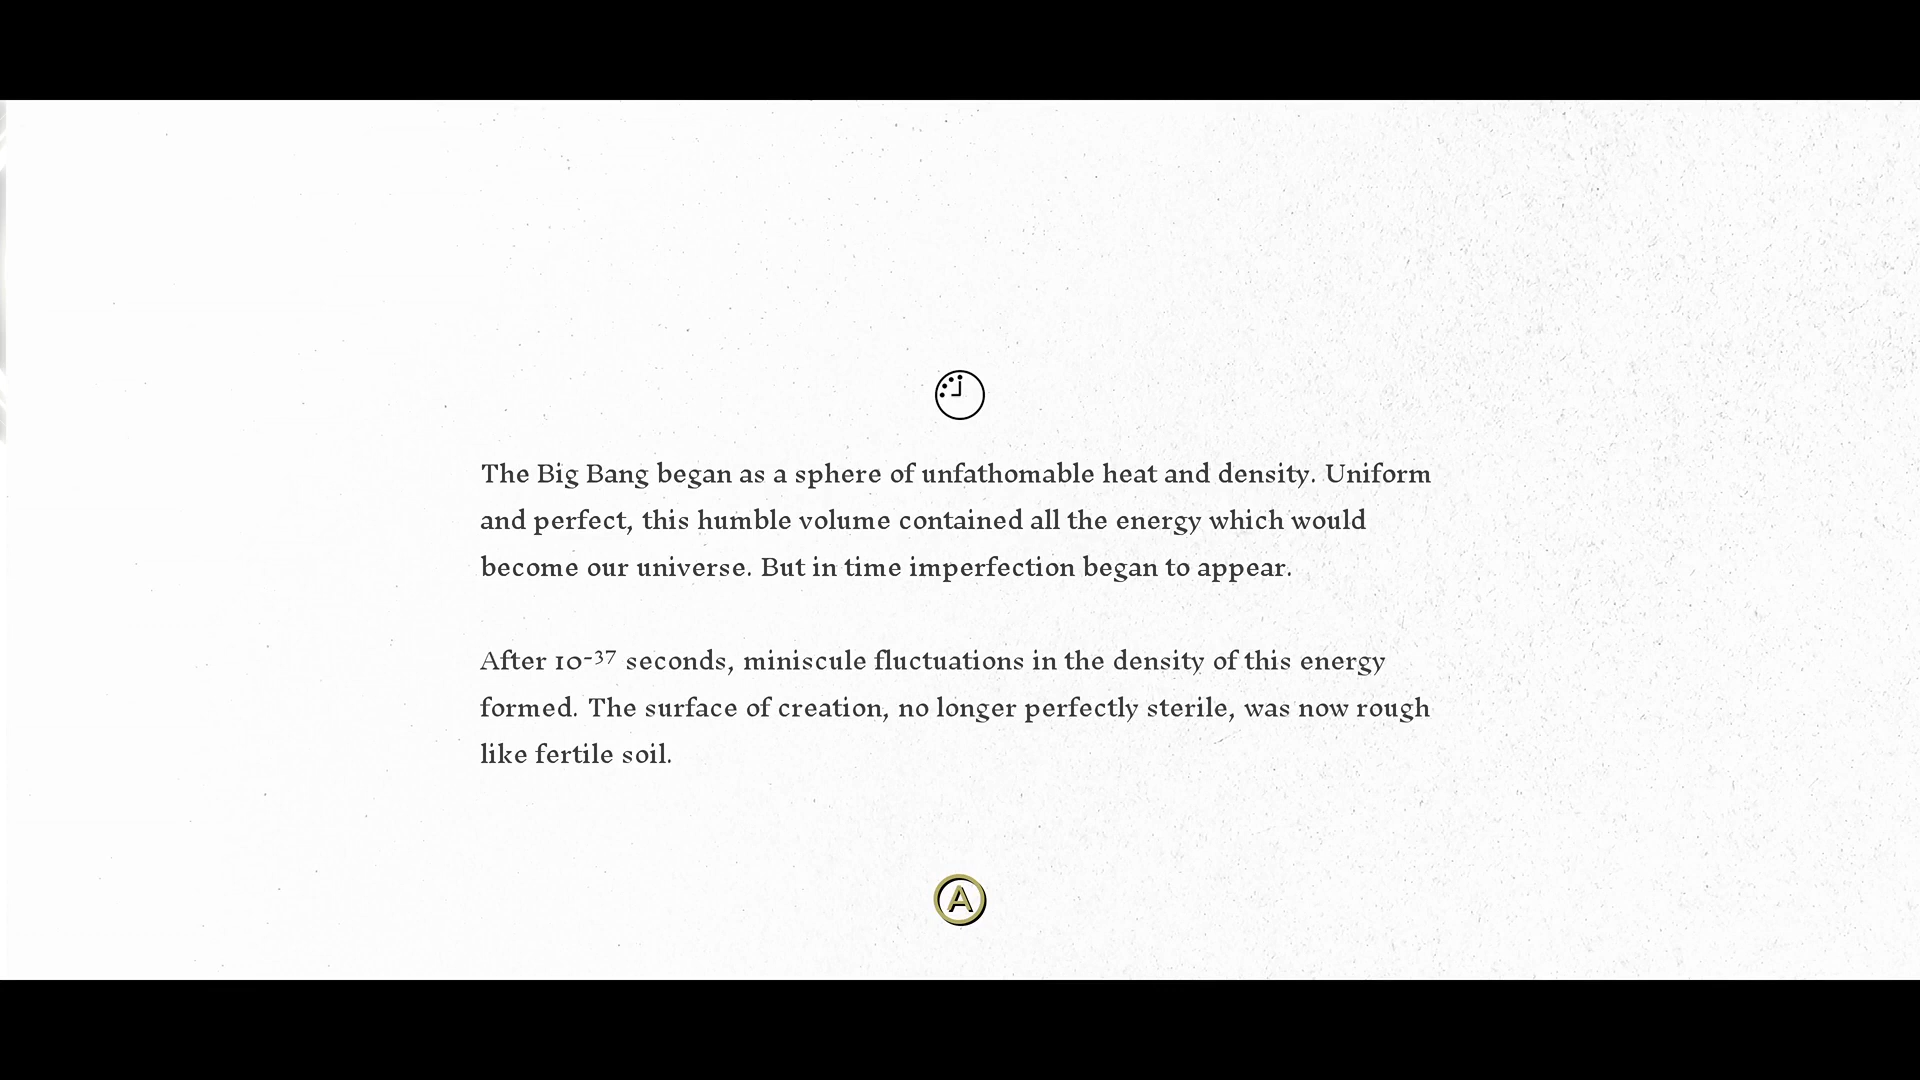 The Big Bang began as a sphere of unfathomable heat and density. Uniform
and perfect, this humble volume contained all the energy which would
become our universe. But in time imperfection began to appear.
After 10⁻³⁷ seconds, miniscule fluctuations in the density of this energy
formed. The surface of creation, no longer perfectly sterile, was now rough
like fertile soil.
A